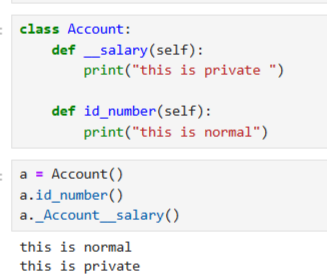 class Account:
    def __salary(self):
        print("this is private ")

    def id_number(self):
        print("this is normal")

a = Account()
a.id_number()
a._Account__salary()

this is normal
this is private